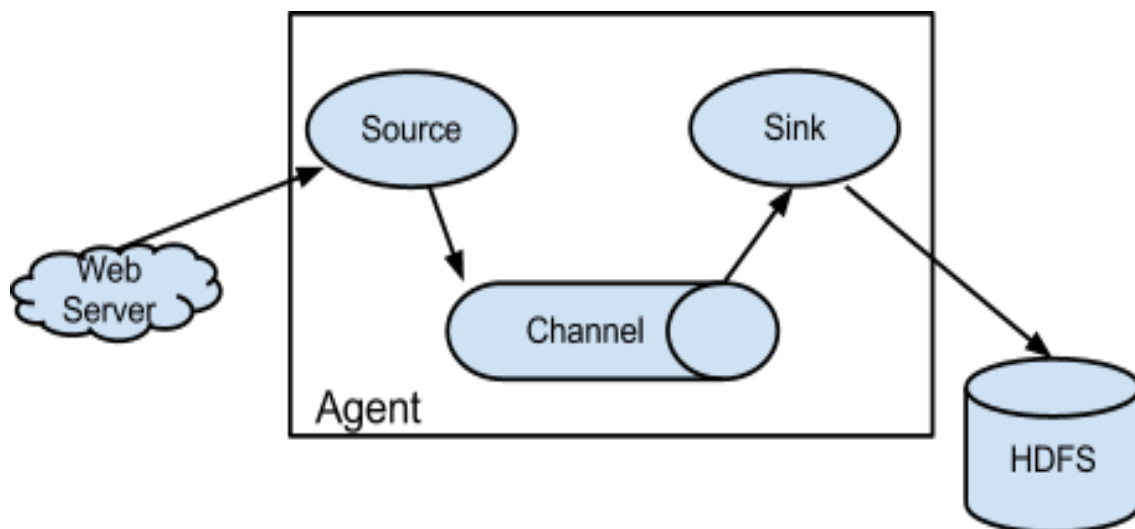 Source
Sink
Web
Server
Channel
Agent
HDFS